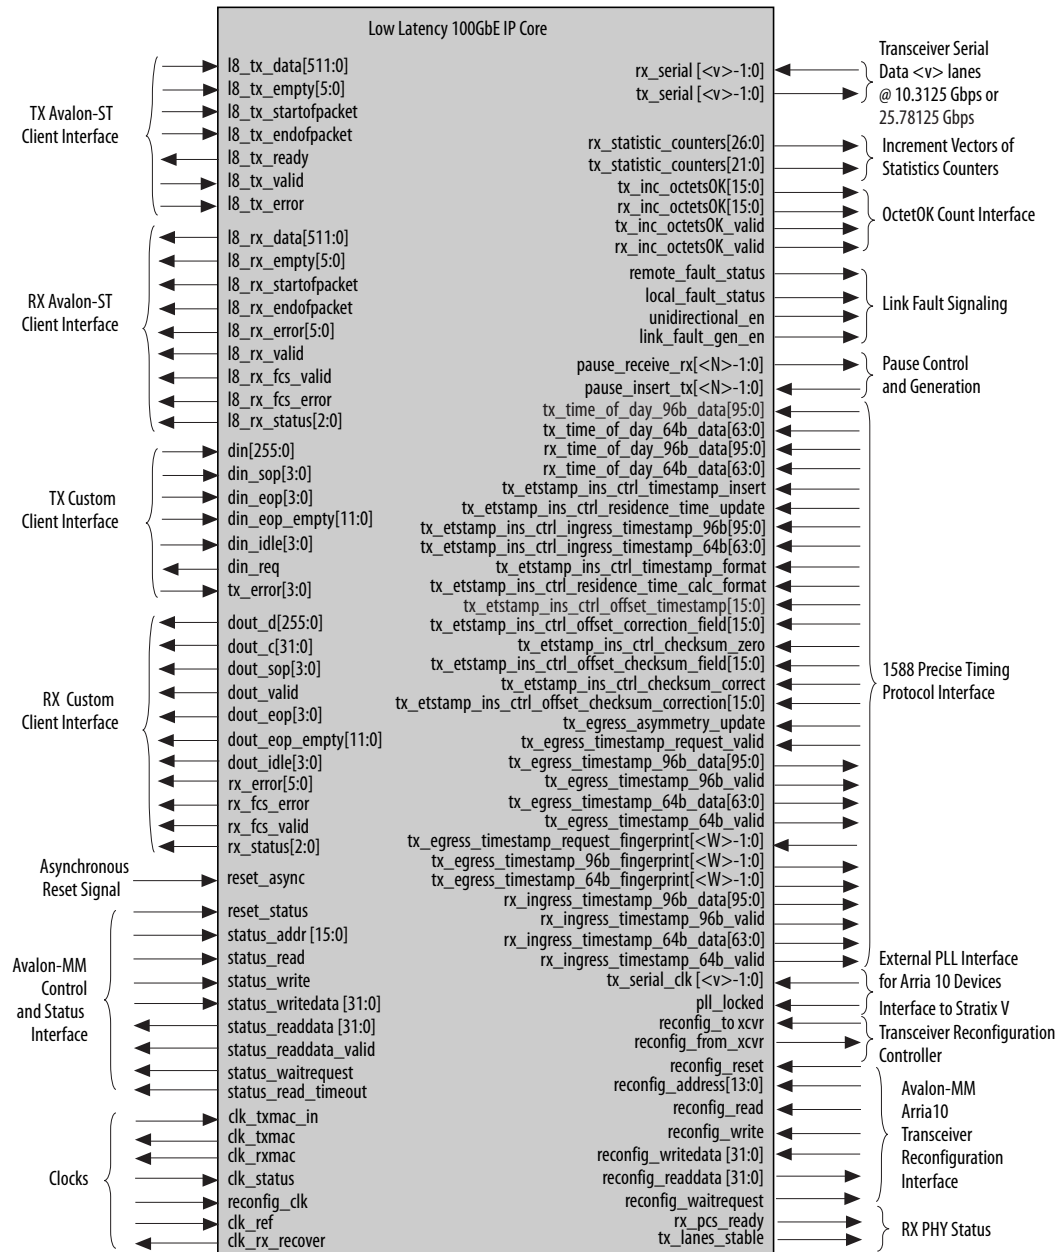 Low Latency 100GbE IP Core
TX Avalon-ST
Client Interface
l8_tx_data[511:0]
l8_tx_empty[5:0]
l8_tx_startofpacket
l8_tx_endofpacket
l8_tx_ready
l8_tx_valid
l8_tx_error
RX Avalon-ST
Client Interface
l8_rx_data[511:0]
l8_rx_empty[5:0]
l8_rx_startofpacket
l8_rx_endofpacket
l8_rx_error[5:0]
l8_rx_valid
l8_rx_fcs_valid
l8_rx_fcs_error
l8_rx_status[2:0]
TX Custom
Client Interface
din[255:0]
din_sop[3:0]
din_eop[3:0]
din_eop_empty[11:0]
din_idle[3:0]
din_req
tx_error[3:0]
RX Custom
Client Interface
dout_d[255:0]
dout_c[31:0]
dout_sop[3:0]
dout_valid
dout_eop[3:0]
dout_eop_empty[11:0]
dout_idle[3:0]
rx_error[5:0]
rx_fcs_error
rx_fcs_valid
rx_status[2:0]
Asynchronous
Reset Signal
reset_async
Avalon-MM
Control
and Status
Interface
reset_status
status_addr [15:0]
status_read
status_write
status_writedata [31:0]
status_readdata [31:0]
status_readdata_valid
status_waitrequest
status_read_timeout
Clocks
clk_txmac_in
clk_txmac
clk_rxmac
clk_status
reconfig_clk
clk_ref
clk_rx_recover
rx_serial [<v>-1:0]
tx_serial [<v>-1:0]
Transceiver Serial
Data <v> lanes
@ 10.3125 Gbps or
25.78125 Gbps
rx_statistic_counters[26:0]
tx_statistic_counters[21:0]
Increment Vectors of
Statistics Counters
tx_inc_octetsOK[15:0]
rx_inc_octetsOK[15:0]
tx_inc_octetsOK_valid
rx_inc_octetsOK_valid
OctetOK Count Interface
remote_fault_status
local_fault_status
unidirectional_en
link_fault_gen_en
Link Fault Signaling
pause_receive_rx[<N>-1:0]
pause_insert_tx[<N>-1:0]
Pause Control
and Generation
tx_time_of_day_96b_data[95:0]
tx_time_of_day_64b_data[63:0]
rx_time_of_day_96b_data[95:0]
rx_time_of_day_64b_data[63:0]
tx_etstamp_ins_ctrl_timestamp_insert
tx_etstamp_ins_ctrl_residence_time_update
tx_etstamp_ins_ctrl_ingress_timestamp_96b[95:0]
tx_etstamp_ins_ctrl_ingress_timestamp_64b[63:0]
tx_etstamp_ins_ctrl_timestamp_format
tx_etstamp_ins_ctrl_residence_time_calc_format
tx_etstamp_ins_ctrl_offset_timestamp[15:0]
tx_etstamp_ins_ctrl_offset_correction_field[15:0]
tx_etstamp_ins_ctrl_checksum_zero
tx_etstamp_ins_ctrl_offset_checksum_field[15:0]
tx_etstamp_ins_ctrl_checksum_correct
tx_etstamp_ins_ctrl_offset_checksum_correction[15:0]
tx_egress_asymmetry_update
tx_egress_timestamp_request_valid
tx_egress_timestamp_96b_data[95:0]
tx_egress_timestamp_96b_valid
tx_egress_timestamp_64b_data[63:0]
tx_egress_timestamp_64b_valid
tx_egress_timestamp_request_fingerprint[<W>-1:0]
tx_egress_timestamp_96b_fingerprint[<W>-1:0]
tx_egress_timestamp_64b_fingerprint[<W>-1:0]
rx_ingress_timestamp_96b_data[95:0]
rx_ingress_timestamp_96b_valid
rx_ingress_timestamp_64b_data[63:0]
rx_ingress_timestamp_64b_valid
1588 Precise Timing
Protocol Interface
tx_serial_clk [<v>-1:0]
pll_locked
External PLL Interface
for Arria 10 Devices
reconfig_to xcvr
reconfig_from_xcvr
Interface to Stratix V
Transceiver Reconfiguration
Controller
reconfig_reset
reconfig_address[13:0]
reconfig_read
reconfig_write
reconfig_writedata [31:0]
reconfig_readdata [31:0]
reconfig_waitrequest
Avalon-MM
Arria10
Transceiver
Reconfiguration
Interface
rx_pcs_ready
tx_lanes_stable
RX PHY Status